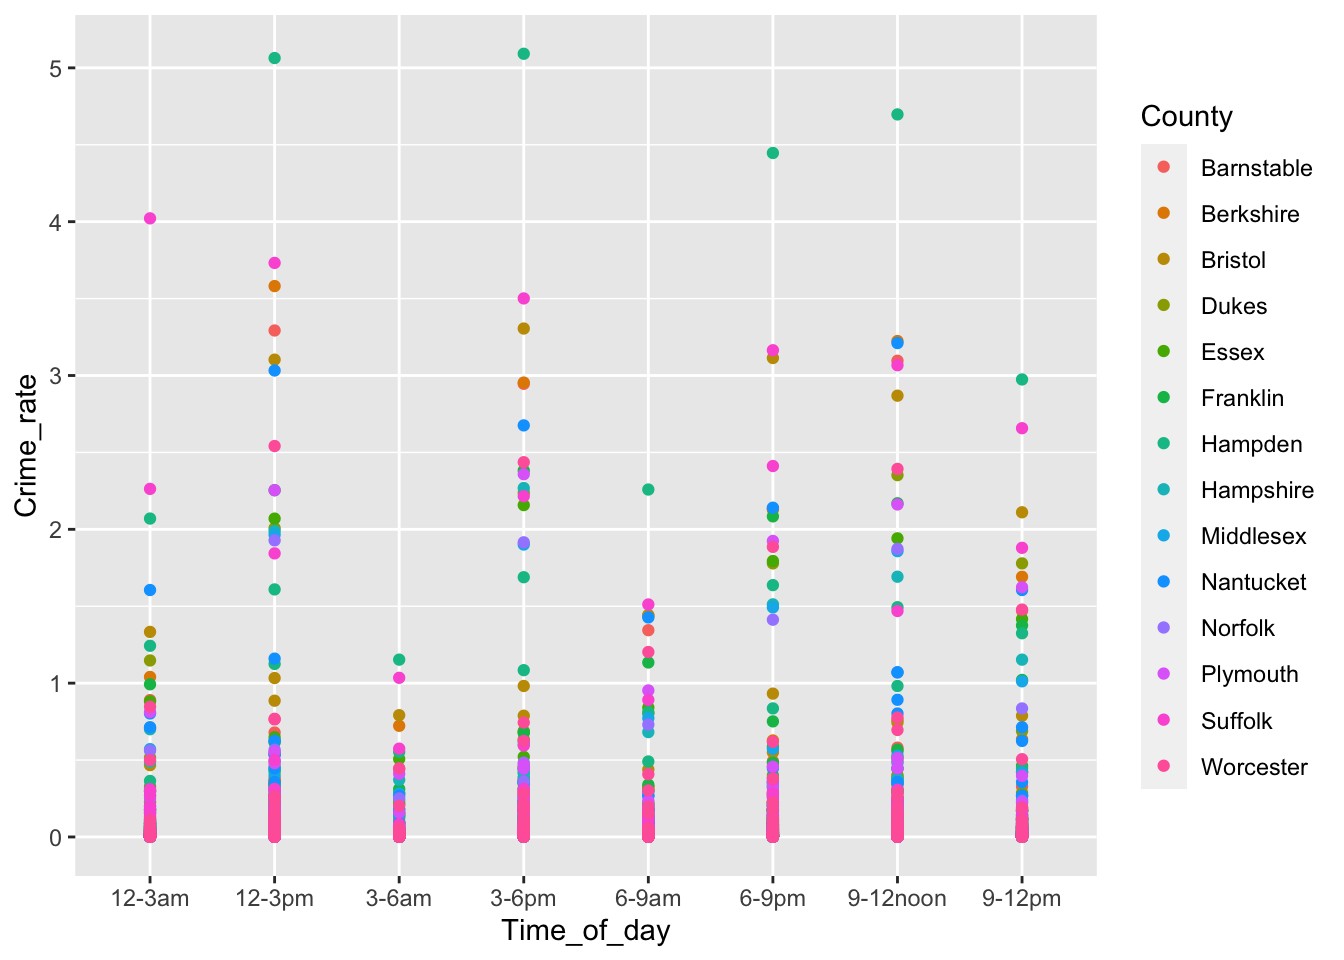 5
4
3
2
1
0
Crime_rate
12-3am 12-3pm 3-6am 3-6pm 6-9am 6-9pm 9-12noon 9-12pm
Time_of_day
County
Barnstable
Berkshire
Bristol
Dukes
Essex
Franklin
Hampden
Hampshire
Middlesex
Nantucket
Norfolk
Plymouth
Suffolk
Worcester